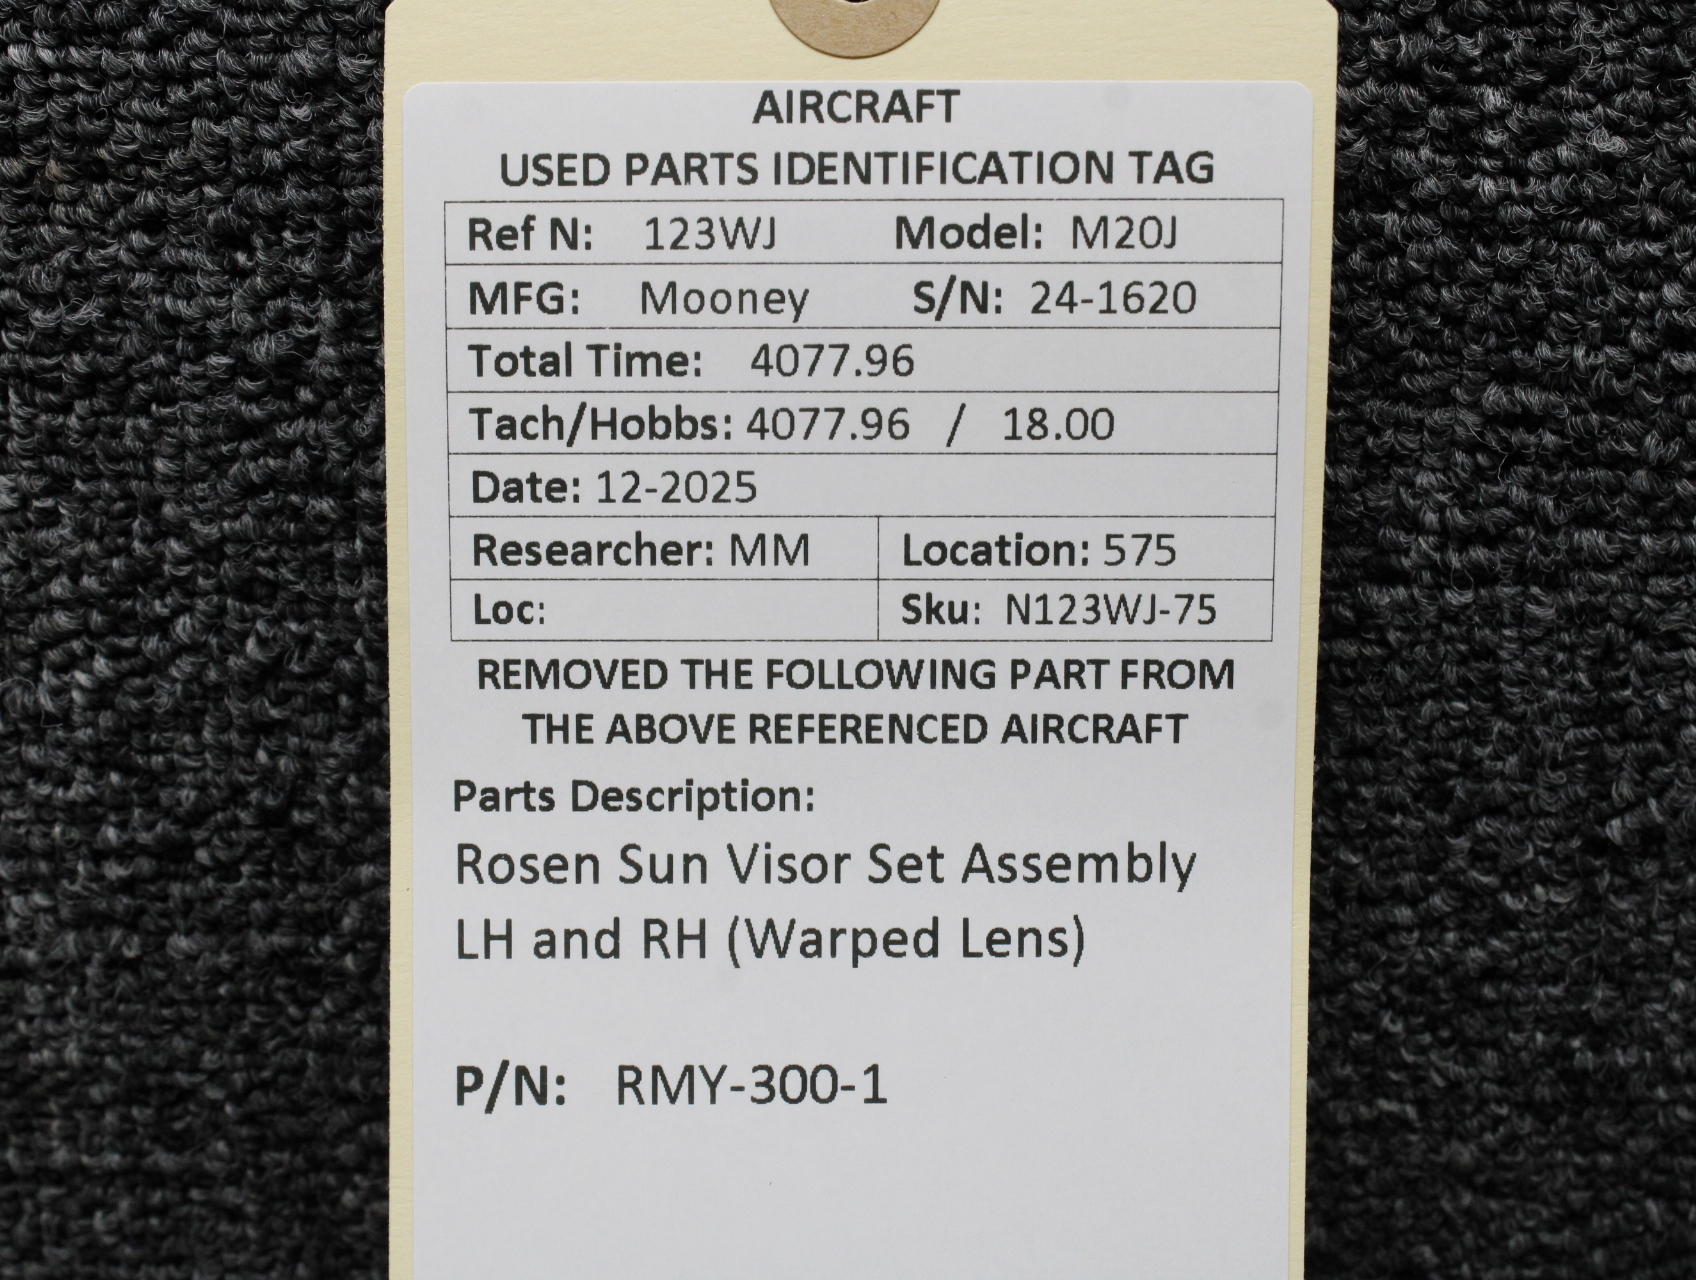 AIRCRAFT
USED PARTS IDENTIFICATION TAG
Ref N: 123WJ Model: M20J
MFG: Mooney S/N: 24-1620
Total Time: 4077.96
Tach/Hobbs: 4077.96 / 18.00
Date: 12-2025
Researcher: MM Location: 575
Loc: Sku: N123WJ-75
REMOVED THE FOLLOWING PART FROM
THE ABOVE REFERENCED AIRCRAFT
Parts Description:
Rosen Sun Visor Set Assembly
LH and RH (Warped Lens)
P/N: RMY-300-1